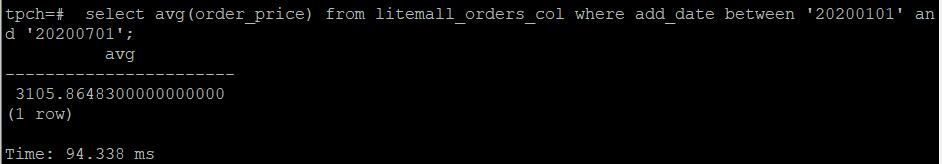 tpch=#  select avg(order_price) from litemall_orders_col where add_date between '20200101' an
d '20200701';
          avg
-----------------------
 3105.8648300000000000
(1 row)

Time: 94.338 ms